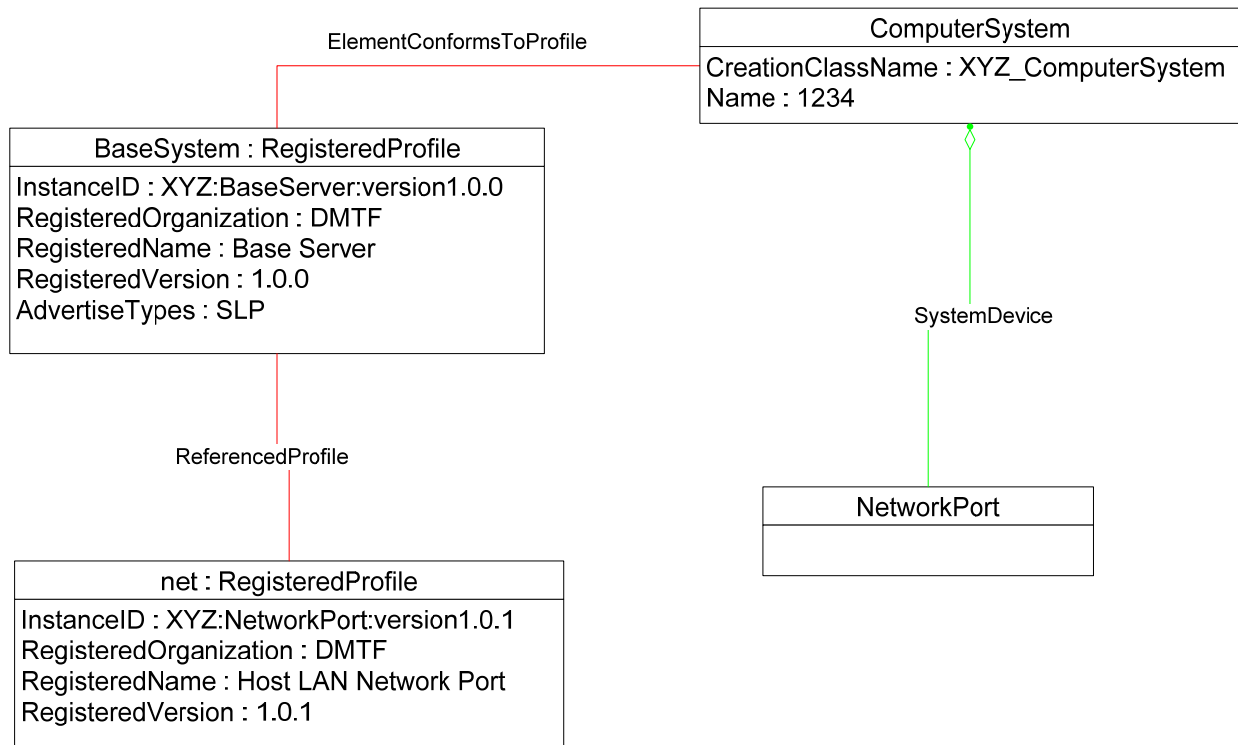 ElementConformsToProfile
ComputerSystem
CreationClassName : XYZ_ComputerSystem
Name : 1234
BaseSystem : RegisteredProfile
InstanceID : XYZ:BaseServer:version1.0.0
RegisteredOrganization : DMTF
RegisteredName : Base Server
RegisteredVersion : 1.0.0
AdvertiseTypes : SLP
SystemDevice
ReferencedProfile
NetworkPort
net : RegisteredProfile
InstanceID : XYZ:NetworkPort:version1.0.1
RegisteredOrganization : DMTF
RegisteredName : Host LAN Network Port
RegisteredVersion : 1.0.1